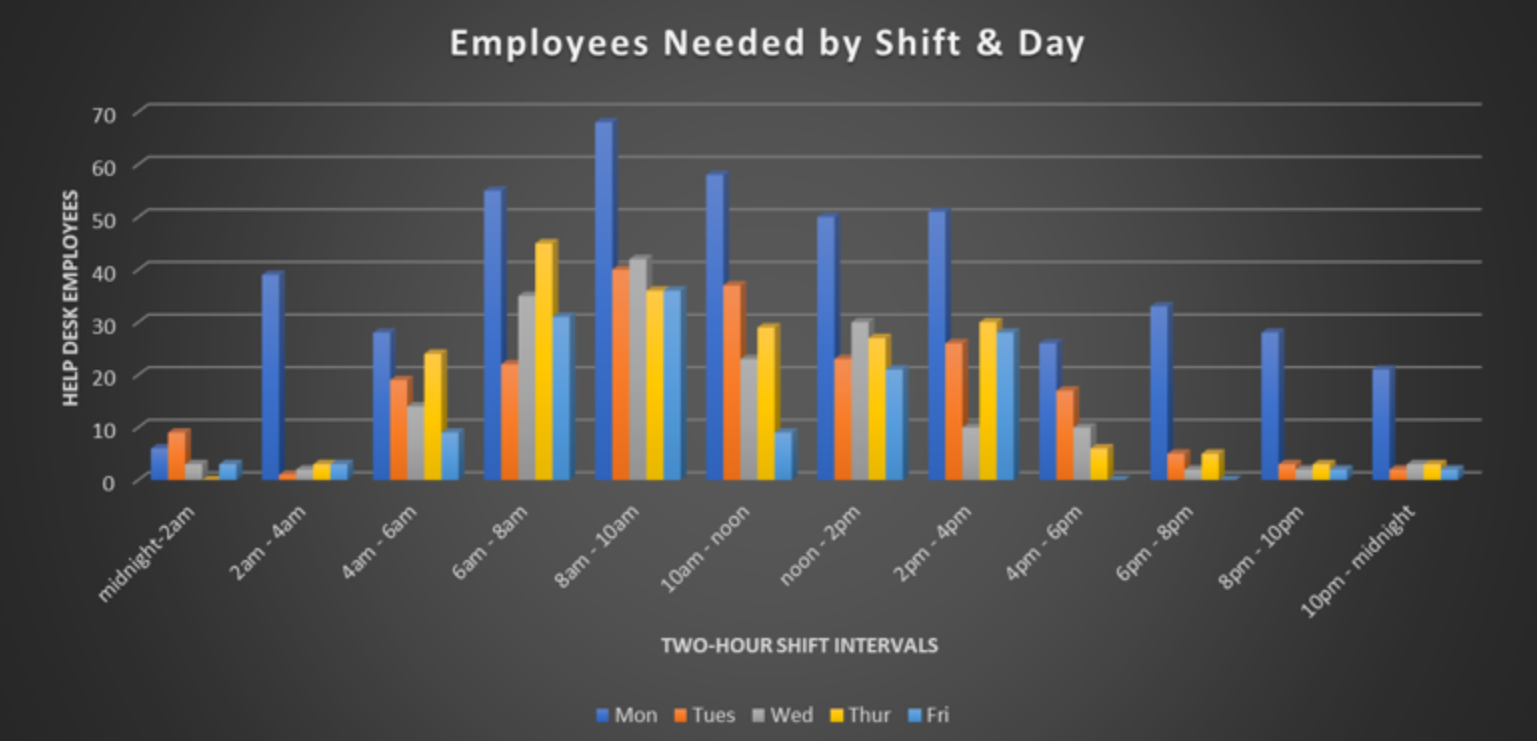 Employees Needed by Shift & Day
70
60
50
40
30
20
10
0
HELP DESK EMPLOYEES
midnight-2am
2am - 4am
4am - 6am
6am - 8am
8am - 10am
10am - noon
noon - 2pm
2pm - 4pm
4pm - 6pm
6pm - 8pm
8pm - 10pm
10pm - midnight
TWO-HOUR SHIFT INTERVALS
Mon Tues Wed Thur Fri